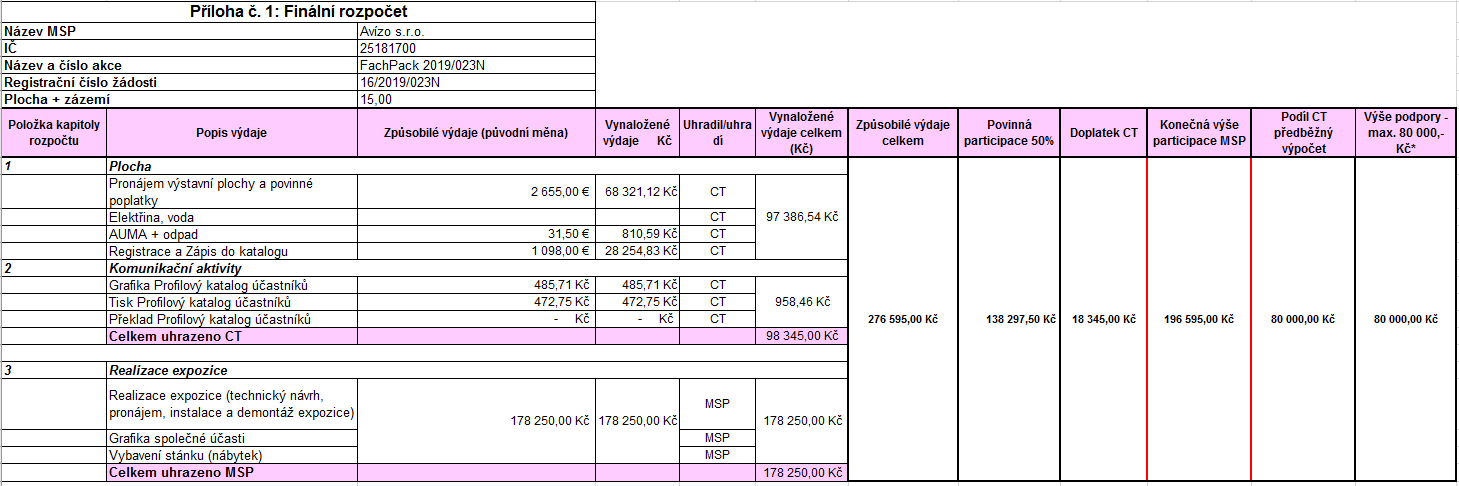 Příloha č. 1: Finální rozpočet
Název MSP Avízo s.r.o.
IČ 25181700
Název a číslo akce FachPack 2019/023N
Registrační číslo žádosti 16/2019/023N
Plocha + zázemí 15,00
Položka kapitoly rozpočtu Popis výdaje Způsobilé výdaje (původní měna) Vynaložené výdaje Kč Uhradil/uhradí Vynaložené výdaje celkem (Kč) Způsobilé výdaje celkem Povinná participace 50% Doplatek CT Konečná výše participace MSP Podíl CT předběžný výpočet Výše podpory - max. 80 000,- Kč*
1 Plocha
Pronájem výstavní plochy a povinné poplatky 2 655,00 € 68 321,12 Kč CT
Elektřina, voda CT 97 386,54 Kč
AUMA + odpad 31,50 € 810,59 Kč CT
Registrace a Zápis do katalogu 1 098,00 € 28 254,83 Kč CT
2 Komunikační aktivity
Grafika Profilový katalog účastníků 485,71 Kč 485,71 Kč CT
Tisk Profilový katalog účastníků 472,75 Kč 472,75 Kč CT 958,46 Kč
Překlad Profilový katalog účastníků - Kč - Kč CT
276 595,00 Kč 138 297,50 Kč 18 345,00 Kč 196 595,00 Kč 80 000,00 Kč 80 000,00 Kč
Celkem uhrazeno CT 98 345,00 Kč
3 Realizace expozice
Realizace expozice (technický návrh, pronájem, instalace a demontáž expozice) 178 250,00 Kč 178 250,00 Kč MSP 178 250,00 Kč
Grafika společné účasti MSP
Vybavení stánku (nábytek) MSP
Celkem uhrazeno MSP 178 250,00 Kč